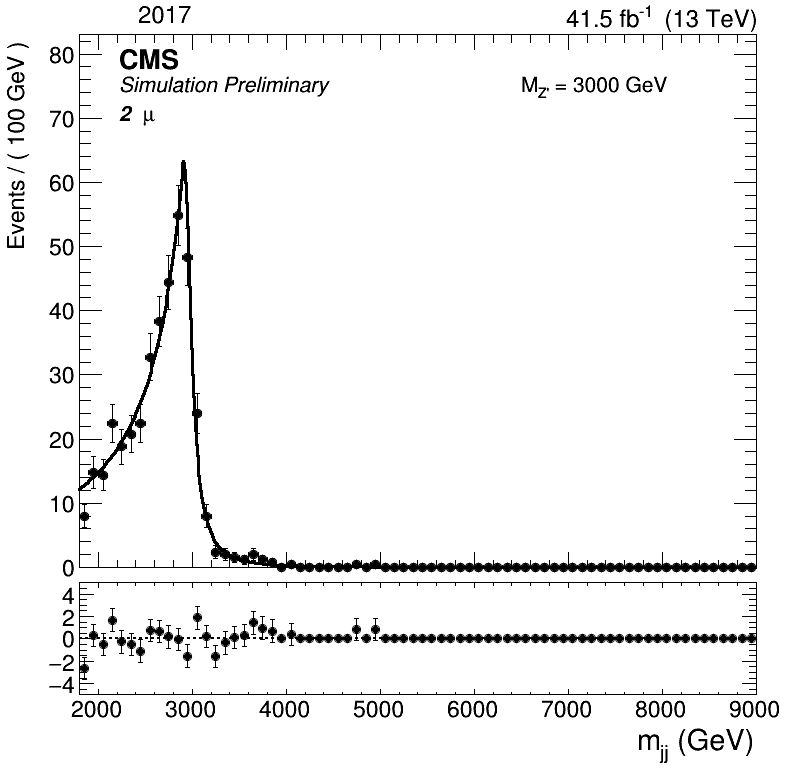 2017 41.5 fb⁻¹ (13 TeV)
CMS
Simulation Preliminary
M_Z' = 3000 GeV
2 μ
Events / ( 100 GeV )
80
70
60
50
40
30
20
10
0
4
2
0
−2
−4
2000 3000 4000 5000 6000 7000 8000 9000
m_jj (GeV)